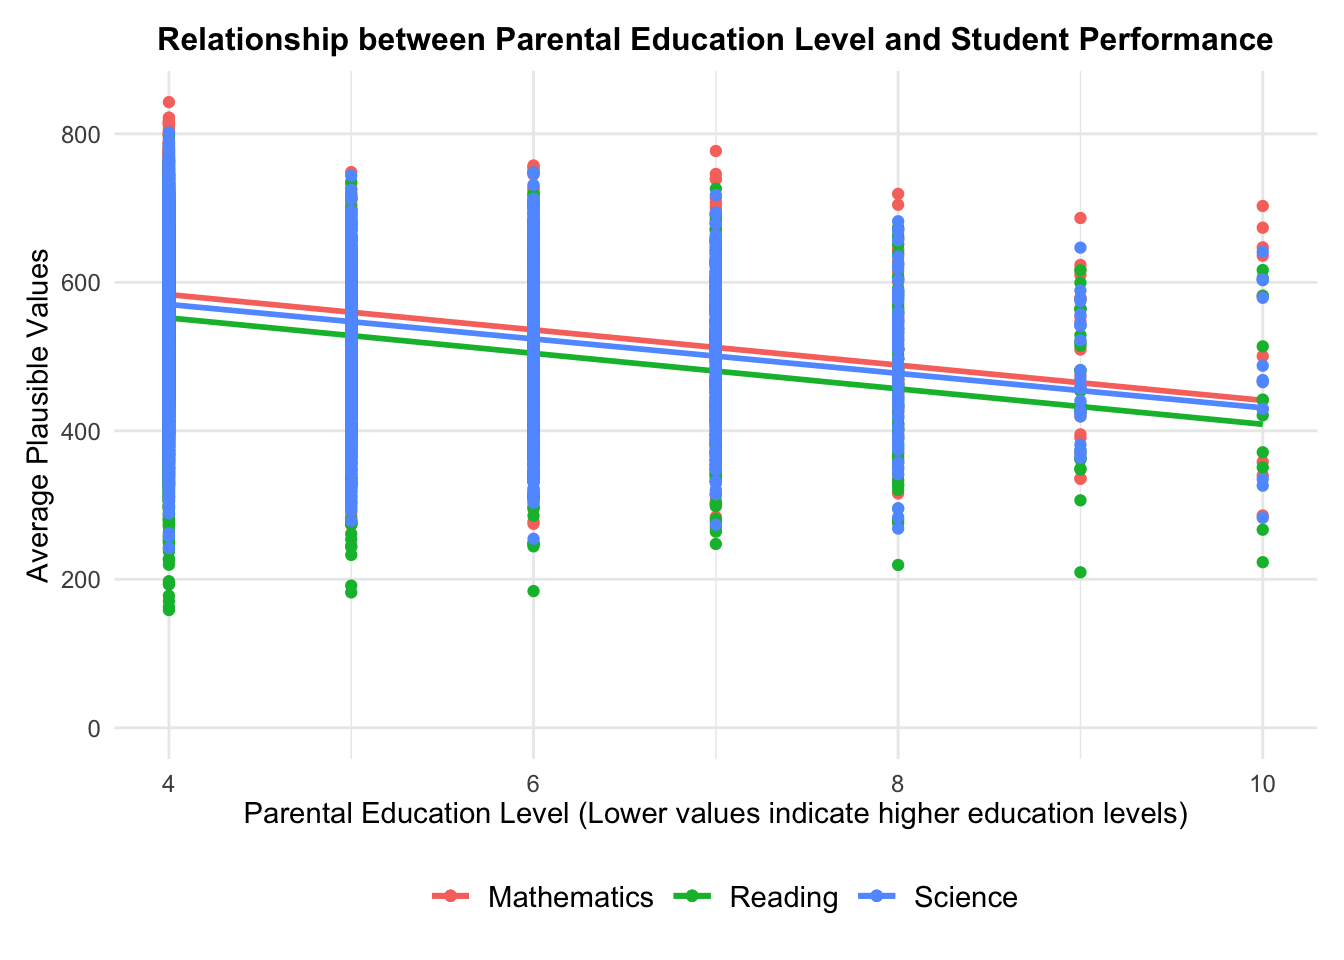 Relationship between Parental Education Level and Student Performance
Average Plausible Values
800
600
400
200
0
4 6 8 10
Parental Education Level (Lower values indicate higher education levels)
Mathematics Reading Science